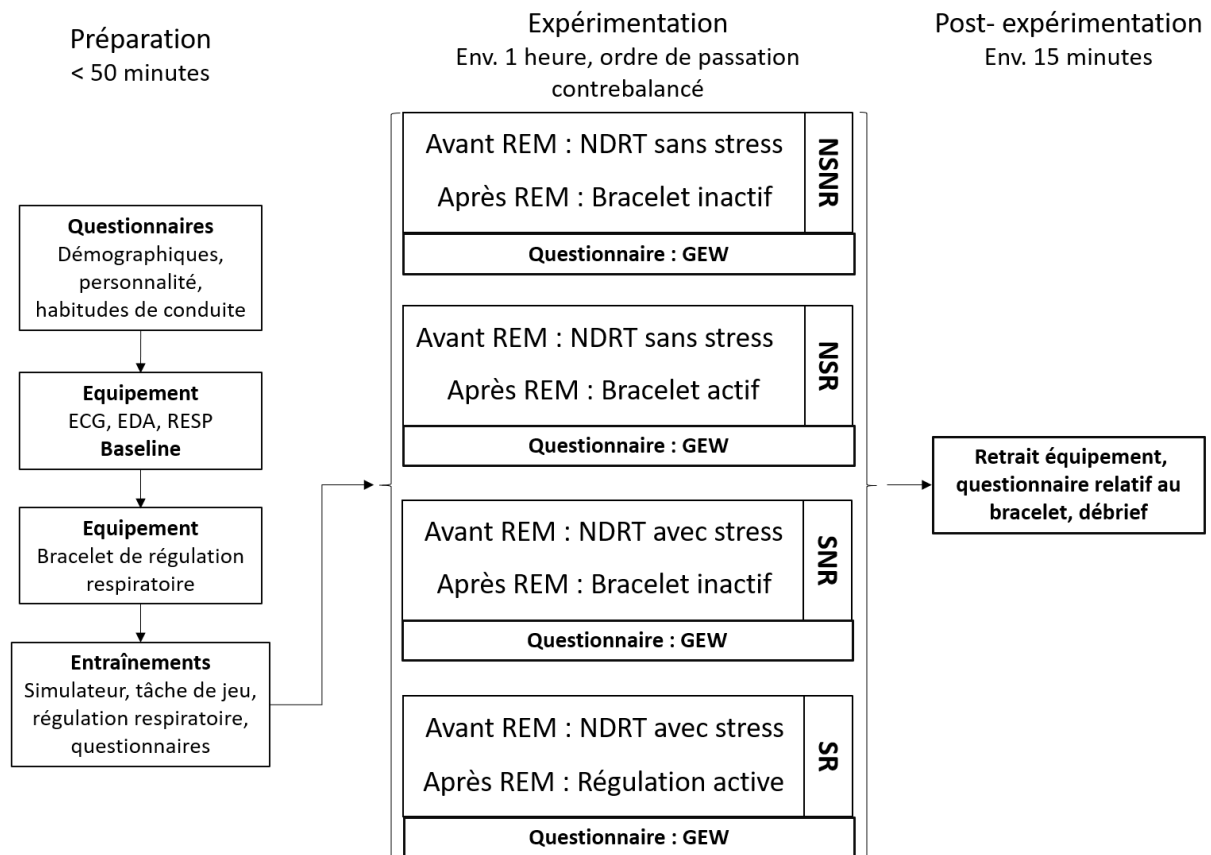 Préparation
< 50 minutes
Questionnaires
Démographiques,
personnalité,
habitudes de conduite
Equipement
ECG, EDA, RESP
Baseline
Equipement
Bracelet de régulation
respiratoire
Entraînements
Simulateur, tâche de jeu,
régulation respiratoire,
questionnaires
Expérimentation
Env. 1 heure, ordre de passation
contrebalancé
Avant REM : NDRT sans stress
Après REM : Bracelet inactif
NSNR
Questionnaire : GEW
Avant REM : NDRT sans stress
Après REM : Bracelet actif
NSR
Questionnaire : GEW
Avant REM : NDRT avec stress
Après REM : Bracelet inactif
SNR
Questionnaire : GEW
Avant REM : NDRT avec stress
Après REM : Régulation active
SR
Questionnaire : GEW
Post- expérimentation
Env. 15 minutes
Retrait équipement,
questionnaire relatif au
bracelet, débrief